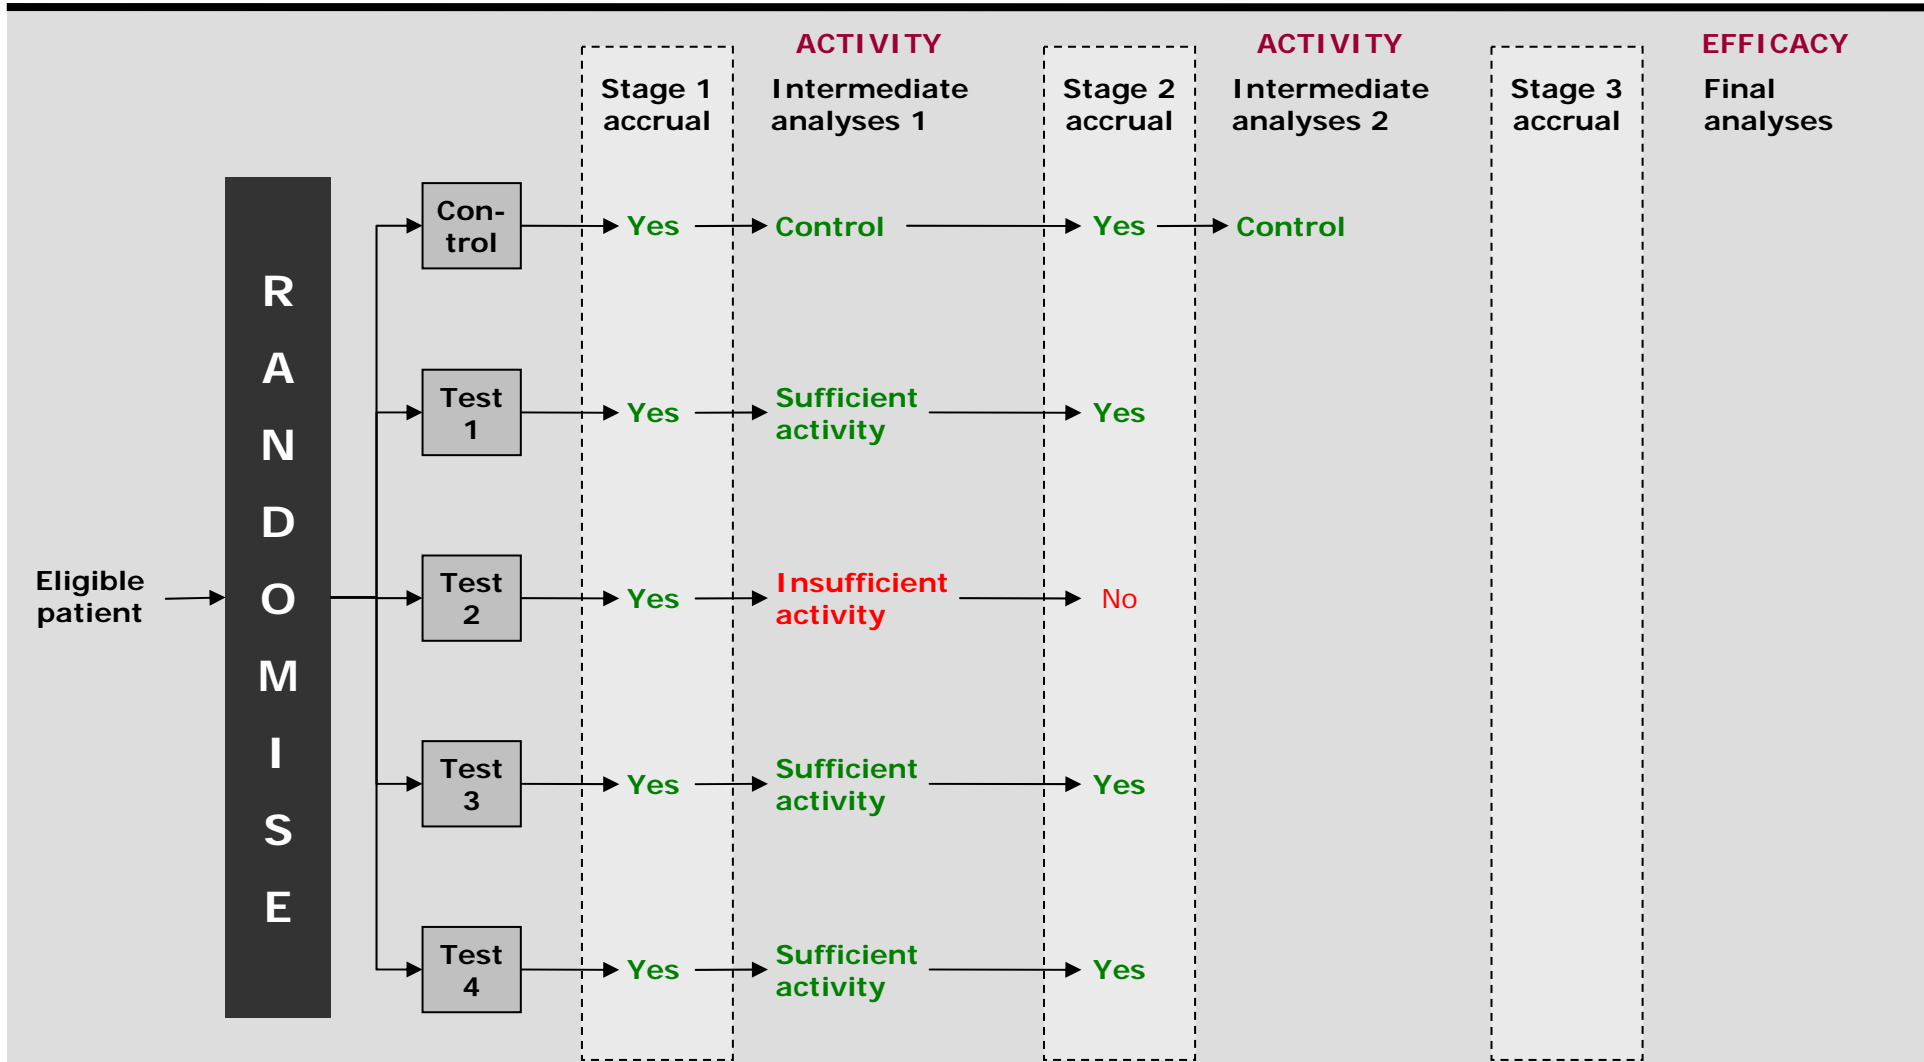 ACTIVITY
ACTIVITY
EFFICACY
Stage 1
accrual
Intermediate
analyses 1
Stage 2
accrual
Intermediate
analyses 2
Stage 3
accrual
Final
analyses
Eligible
patient
R
A
N
D
O
M
I
S
E
Con-
trol
Yes
Control
Yes
Control
Test
1
Yes
Sufficient
activity
Yes
Test
2
Yes
Insufficient
activity
No
Test
3
Yes
Sufficient
activity
Yes
Test
4
Yes
Sufficient
activity
Yes